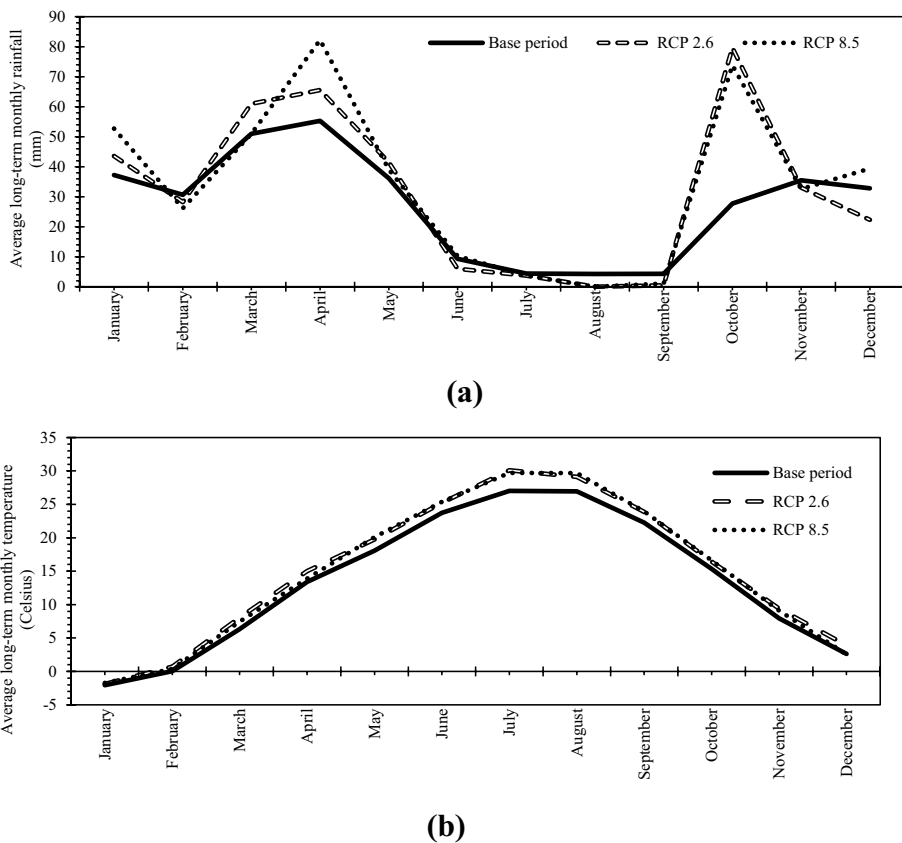 Average long-term monthly rainfall
(mm)
90
80
70
60
50
40
30
20
10
0
Base period
RCP 2.6
RCP 8.5
January
February
March
April
May
June
July
August
September
October
November
December
(a)
Average long-term monthly temperature
(Celsius)
35
30
25
20
15
10
5
0
-5
Base period
RCP 2.6
RCP 8.5
January
February
March
April
May
June
July
August
September
October
November
December
(b)